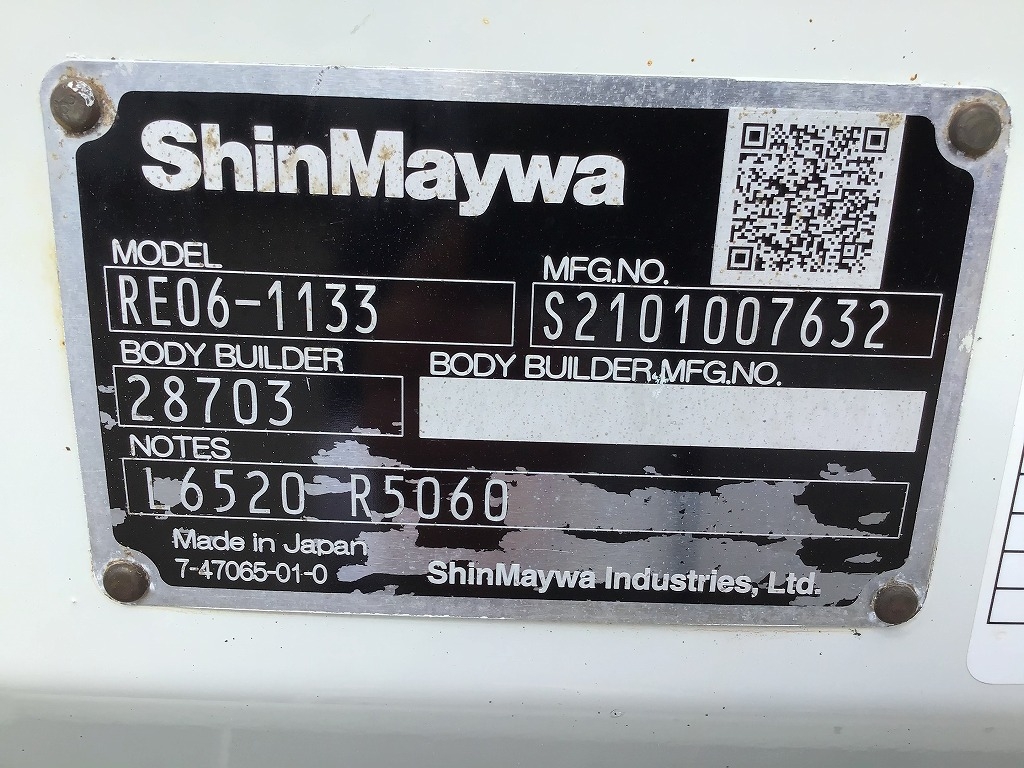 ShinMaywa
MODEL
MFG.NO.
RE06-1133
S2101007632
BODY BUILDER
BODY BUILDER MFG.NO.
28703
NOTES
L6520 R5060
Made in Japan
7-47065-01-0
ShinMaywa Industries, Ltd.